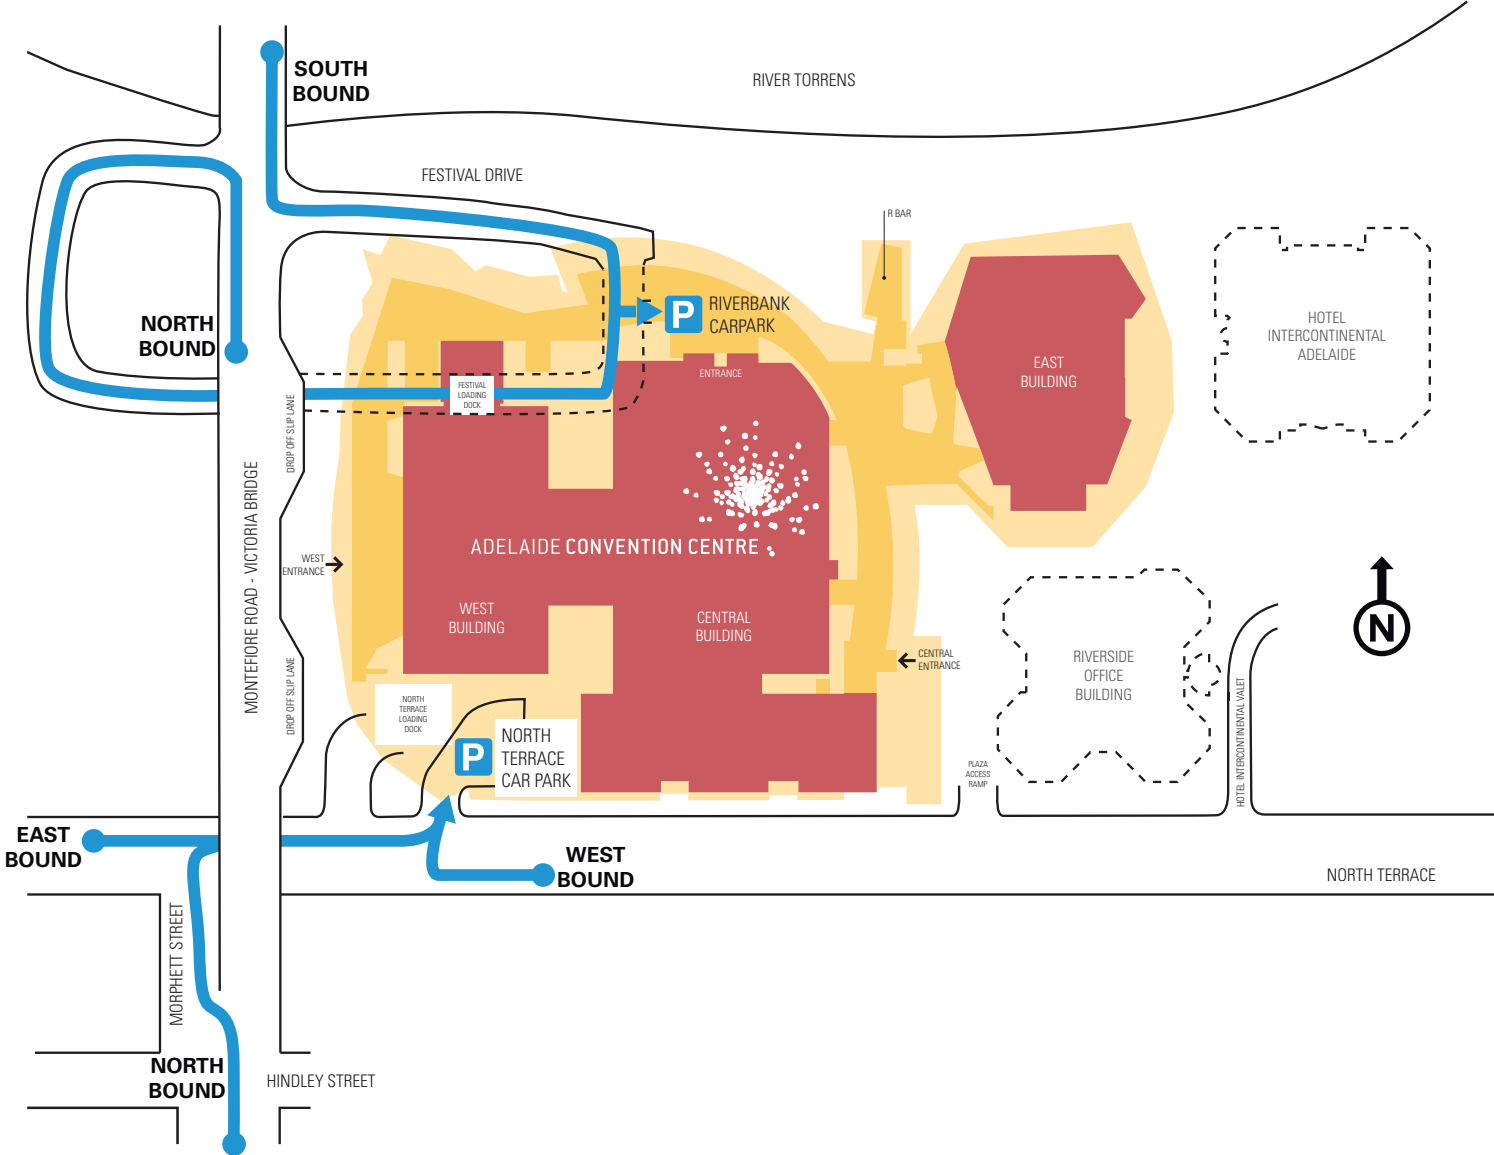 SOUTH
BOUND
RIVER TORRENS
FESTIVAL DRIVE
R BAR
P
RIVERBANK
CARPARK
NORTH
BOUND
HOTEL
INTERCONTINENTAL
ADELAIDE
EAST
BUILDING
ENTRANCE
FESTIVAL
LOADING
DOCK
DROP OFF SLIP LANE
MONTEFIORE ROAD - VICTORIA BRIDGE
ADELAIDE CONVENTION CENTRE
WEST
ENTRANCE
WEST
BUILDING
CENTRAL
BUILDING
CENTRAL
ENTRANCE
N
RIVERSIDE
OFFICE
BUILDING
HOTEL INTERCONTINENTAL VALET
DROP OFF SLIP LANE
NORTH
TERRACE
LOADING
DOCK
P
NORTH
TERRACE
CAR PARK
PLAZA
ACCESS
RAMP
EAST
BOUND
WEST
BOUND
NORTH TERRACE
MORPHETT STREET
NORTH
BOUND
HINDLEY STREET